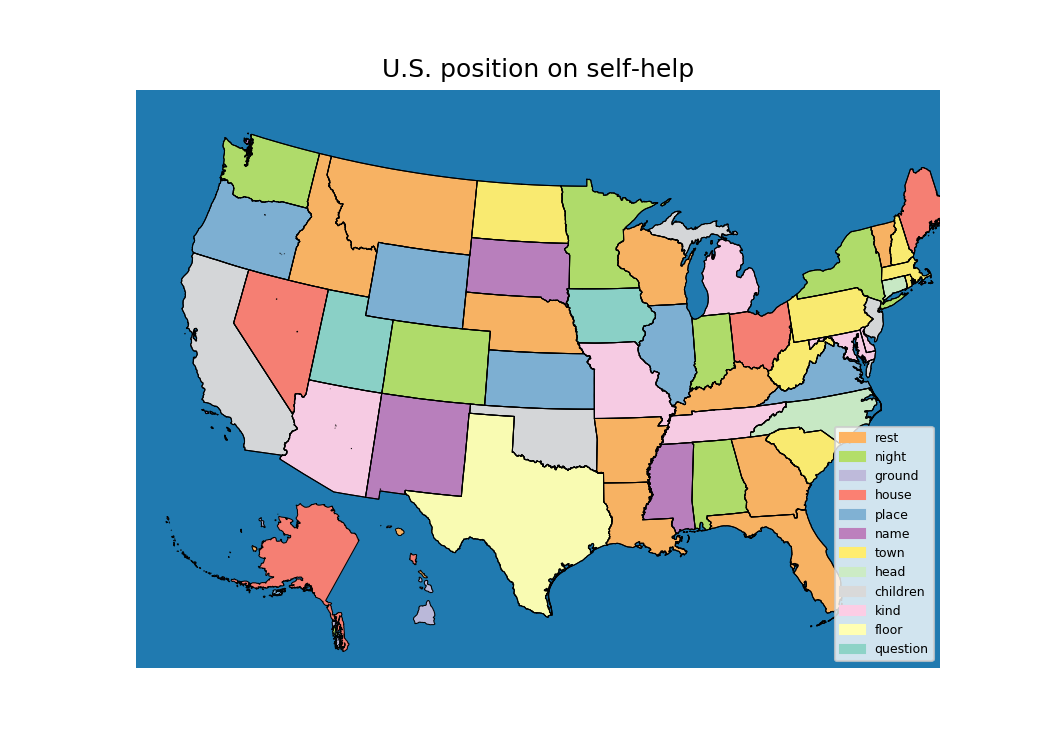 U.S. position on self-help
rest
night
ground
house
place
name
town
head
children
kind
floor
question